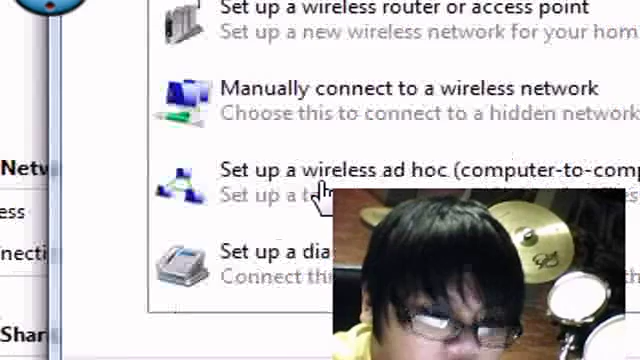 Set up a wireless router or access point
Set up a new wireless network for your hom
Manually connect to a wireless network
Choose this to connect to a hidden network
Netw
Set up a wireless ad hoc (computer-to-comp
ess
Set up a t
nnecti
Set up a dia
Connect thr
Shar